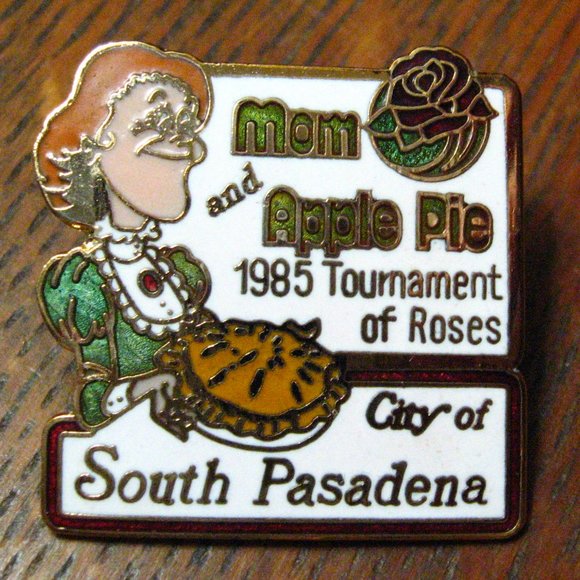 Mom
and
Apple Pie
1985 Tournament
of Roses
City of
South Pasadena